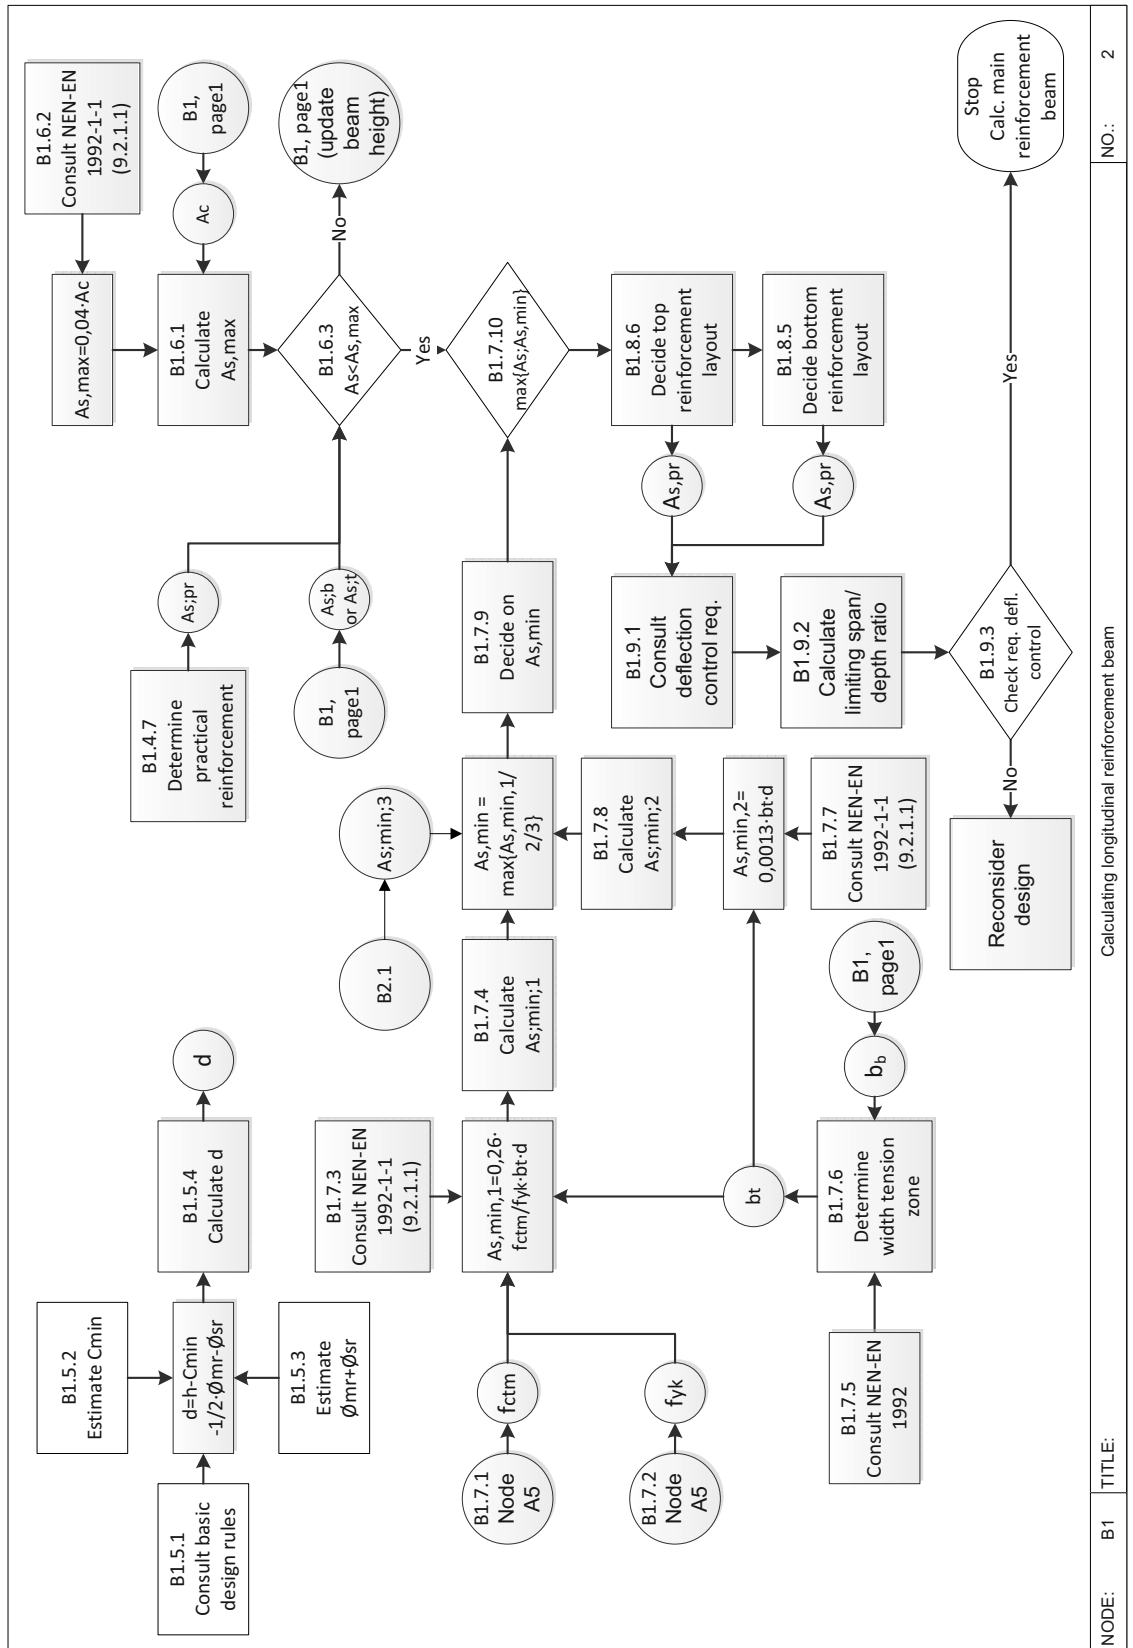 B1.5.1
Consult basic
design rules
B1.5.2
Estimate Cmin
d=h-Cmin
-1/2·Ømr-Øsr
B1.5.3
Estimate
Ømr+Øsr
B1.5.4
Calculate d
d
B1.4.7
Determine
practical
reinforcement
As;pr
B1,
page1
As;b
or As;t
B1.6.2
Consult NEN-EN
1992-1-1
(9.2.1.1)
As,max=0,04·Ac
B1,
page1
Ac
B1.6.1
Calculate
As,max
B1.6.3
As<As,max
No
B1, page1
(update
beam
height)
Yes
B1.7.1
Node
A5
fctm
B1.7.2
Node
A5
fyk
B1.7.3
Consult NEN-EN
1992-1-1
(9.2.1.1)
As,min,1=0,26·
fctm/fyk·bt·d
B1.7.4
Calculate
As;min;1
B2.1
As;min;3
As,min =
max{As,min,1/
2/3}
B1.7.9
Decide on
As,min
B1.7.10
max{As;As,min}
B1.7.5
Consult NEN-EN
1992
B1.7.6
Determine
width tension
zone
B1,
page1
bb
bt
B1.7.7
Consult NEN-EN
1992-1-1
(9.2.1.1)
As,min,2=
0,0013·bt·d
B1.7.8
Calculate
As;min;2
B1.8.6
Decide top
reinforcement
layout
B1.8.5
Decide bottom
reinforcement
layout
As,pr
As,pr
B1.9.1
Consult
deflection
control req.
B1.9.2
Calculate
limiting span/
depth ratio
B1.9.3
Check req. defl.
control
No
Reconsider
design
Yes
Stop
Calc. main
reinforcement
beam
NODE: B1 TITLE: Calculating longitudinal reinforcement beam NO.: 2